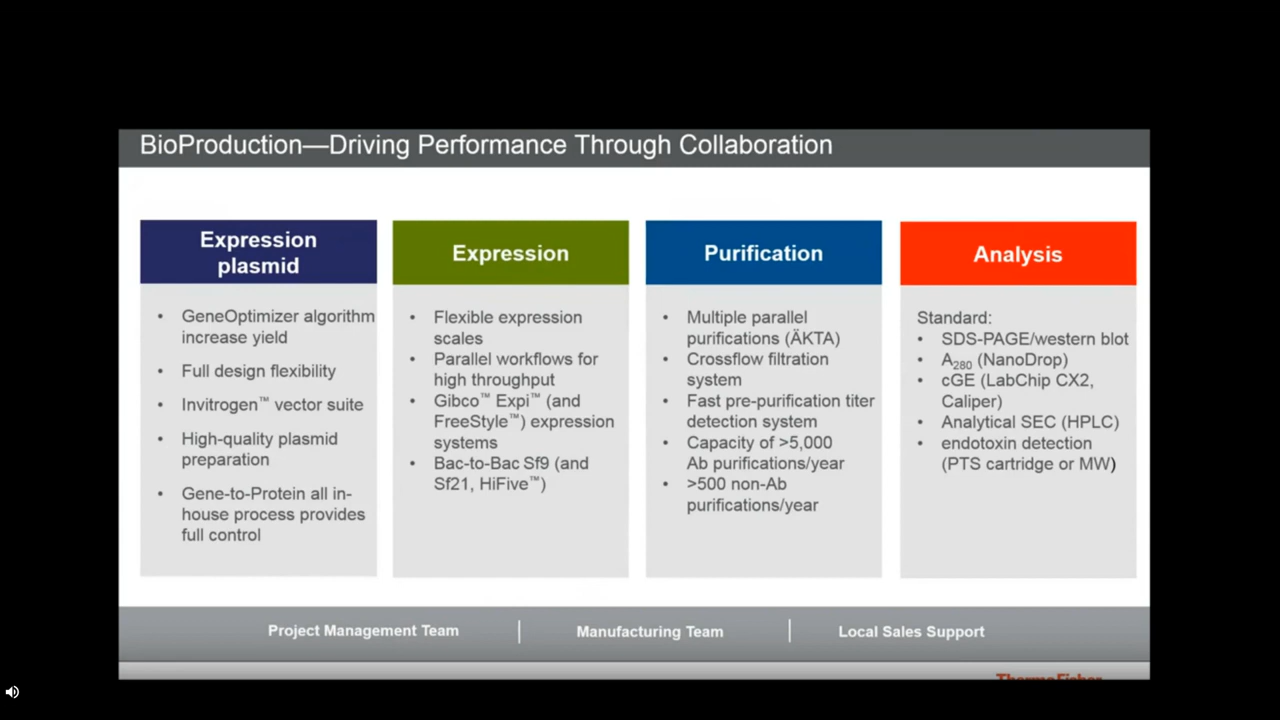 BioProduction—Driving Performance Through Collaboration
Expression
plasmid
• GeneOptimizer algorithm
increase yield
• Full design flexibility
• Invitrogen™ vector suite
• High-quality plasmid
preparation
• Gene-to-Protein all in-
house process provides
full control
Expression
• Flexible expression
scales
• Parallel workflows for
high throughput
• Gibco™ Expi™ (and
FreeStyle™) expression
systems
• Bac-to-Bac Sf9 (and
Sf21, HiFive™)
Purification
• Multiple parallel
purifications (ÄKTA)
• Crossflow filtration
system
• Fast pre-purification titer
detection system
• Capacity of >5,000
Ab purifications/year
• >500 non-Ab
purifications/year
Analysis
Standard:
• SDS-PAGE/western blot
• A280 (NanoDrop)
• cGE (LabChip CX2,
Caliper)
• Analytical SEC (HPLC)
• endotoxin detection
(PTS cartridge or MW)
Project Management Team
Manufacturing Team
Local Sales Support
ThermoFisher